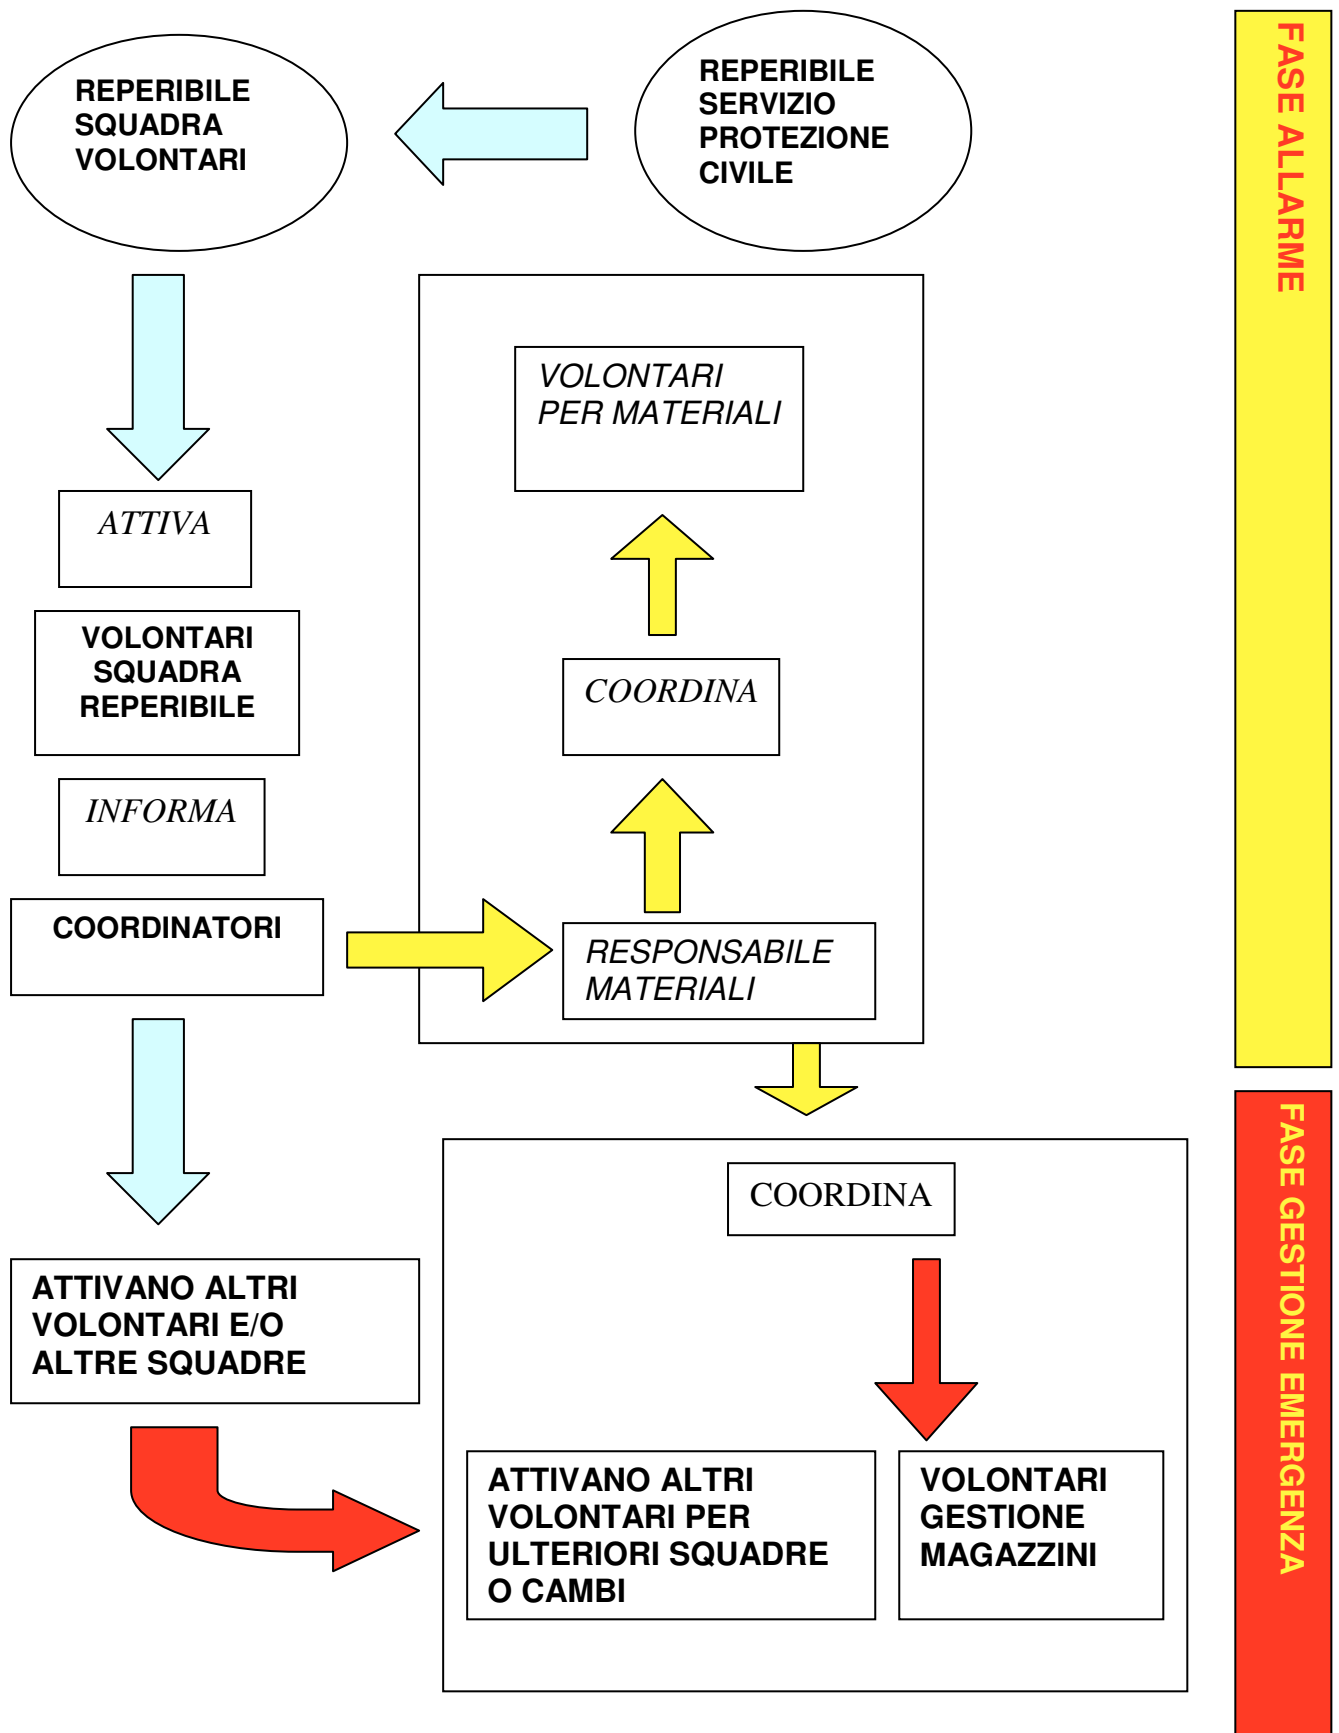 REPERIBILE
SQUADRA
VOLONTARI
REPERIBILE
SERVIZIO
PROTEZIONE
CIVILE
FASE ALLARME
VOLONTARI
PER MATERIALI
ATTIVA
VOLONTARI
SQUADRA
REPERIBILE
COORDINA
INFORMA
COORDINATORI
RESPONSABILE
MATERIALI
FASE GESTIONE EMERGENZA
COORDINA
ATTIVANO ALTRI
VOLONTARI E/O
ALTRE SQUADRE
ATTIVANO ALTRI
VOLONTARI PER
ULTERIORI SQUADRE
O CAMBI
VOLONTARI
GESTIONE
MAGAZZINI